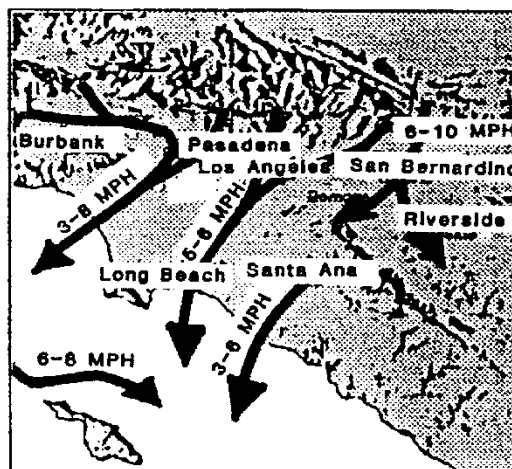 6-10 MPH
Burbank
Pasadena
Los Angeles
San Bernardino
3-8 MPH
6-8 MPH
Riverside
Long Beach
Santa Ana
3-6 MPH
6-8 MPH